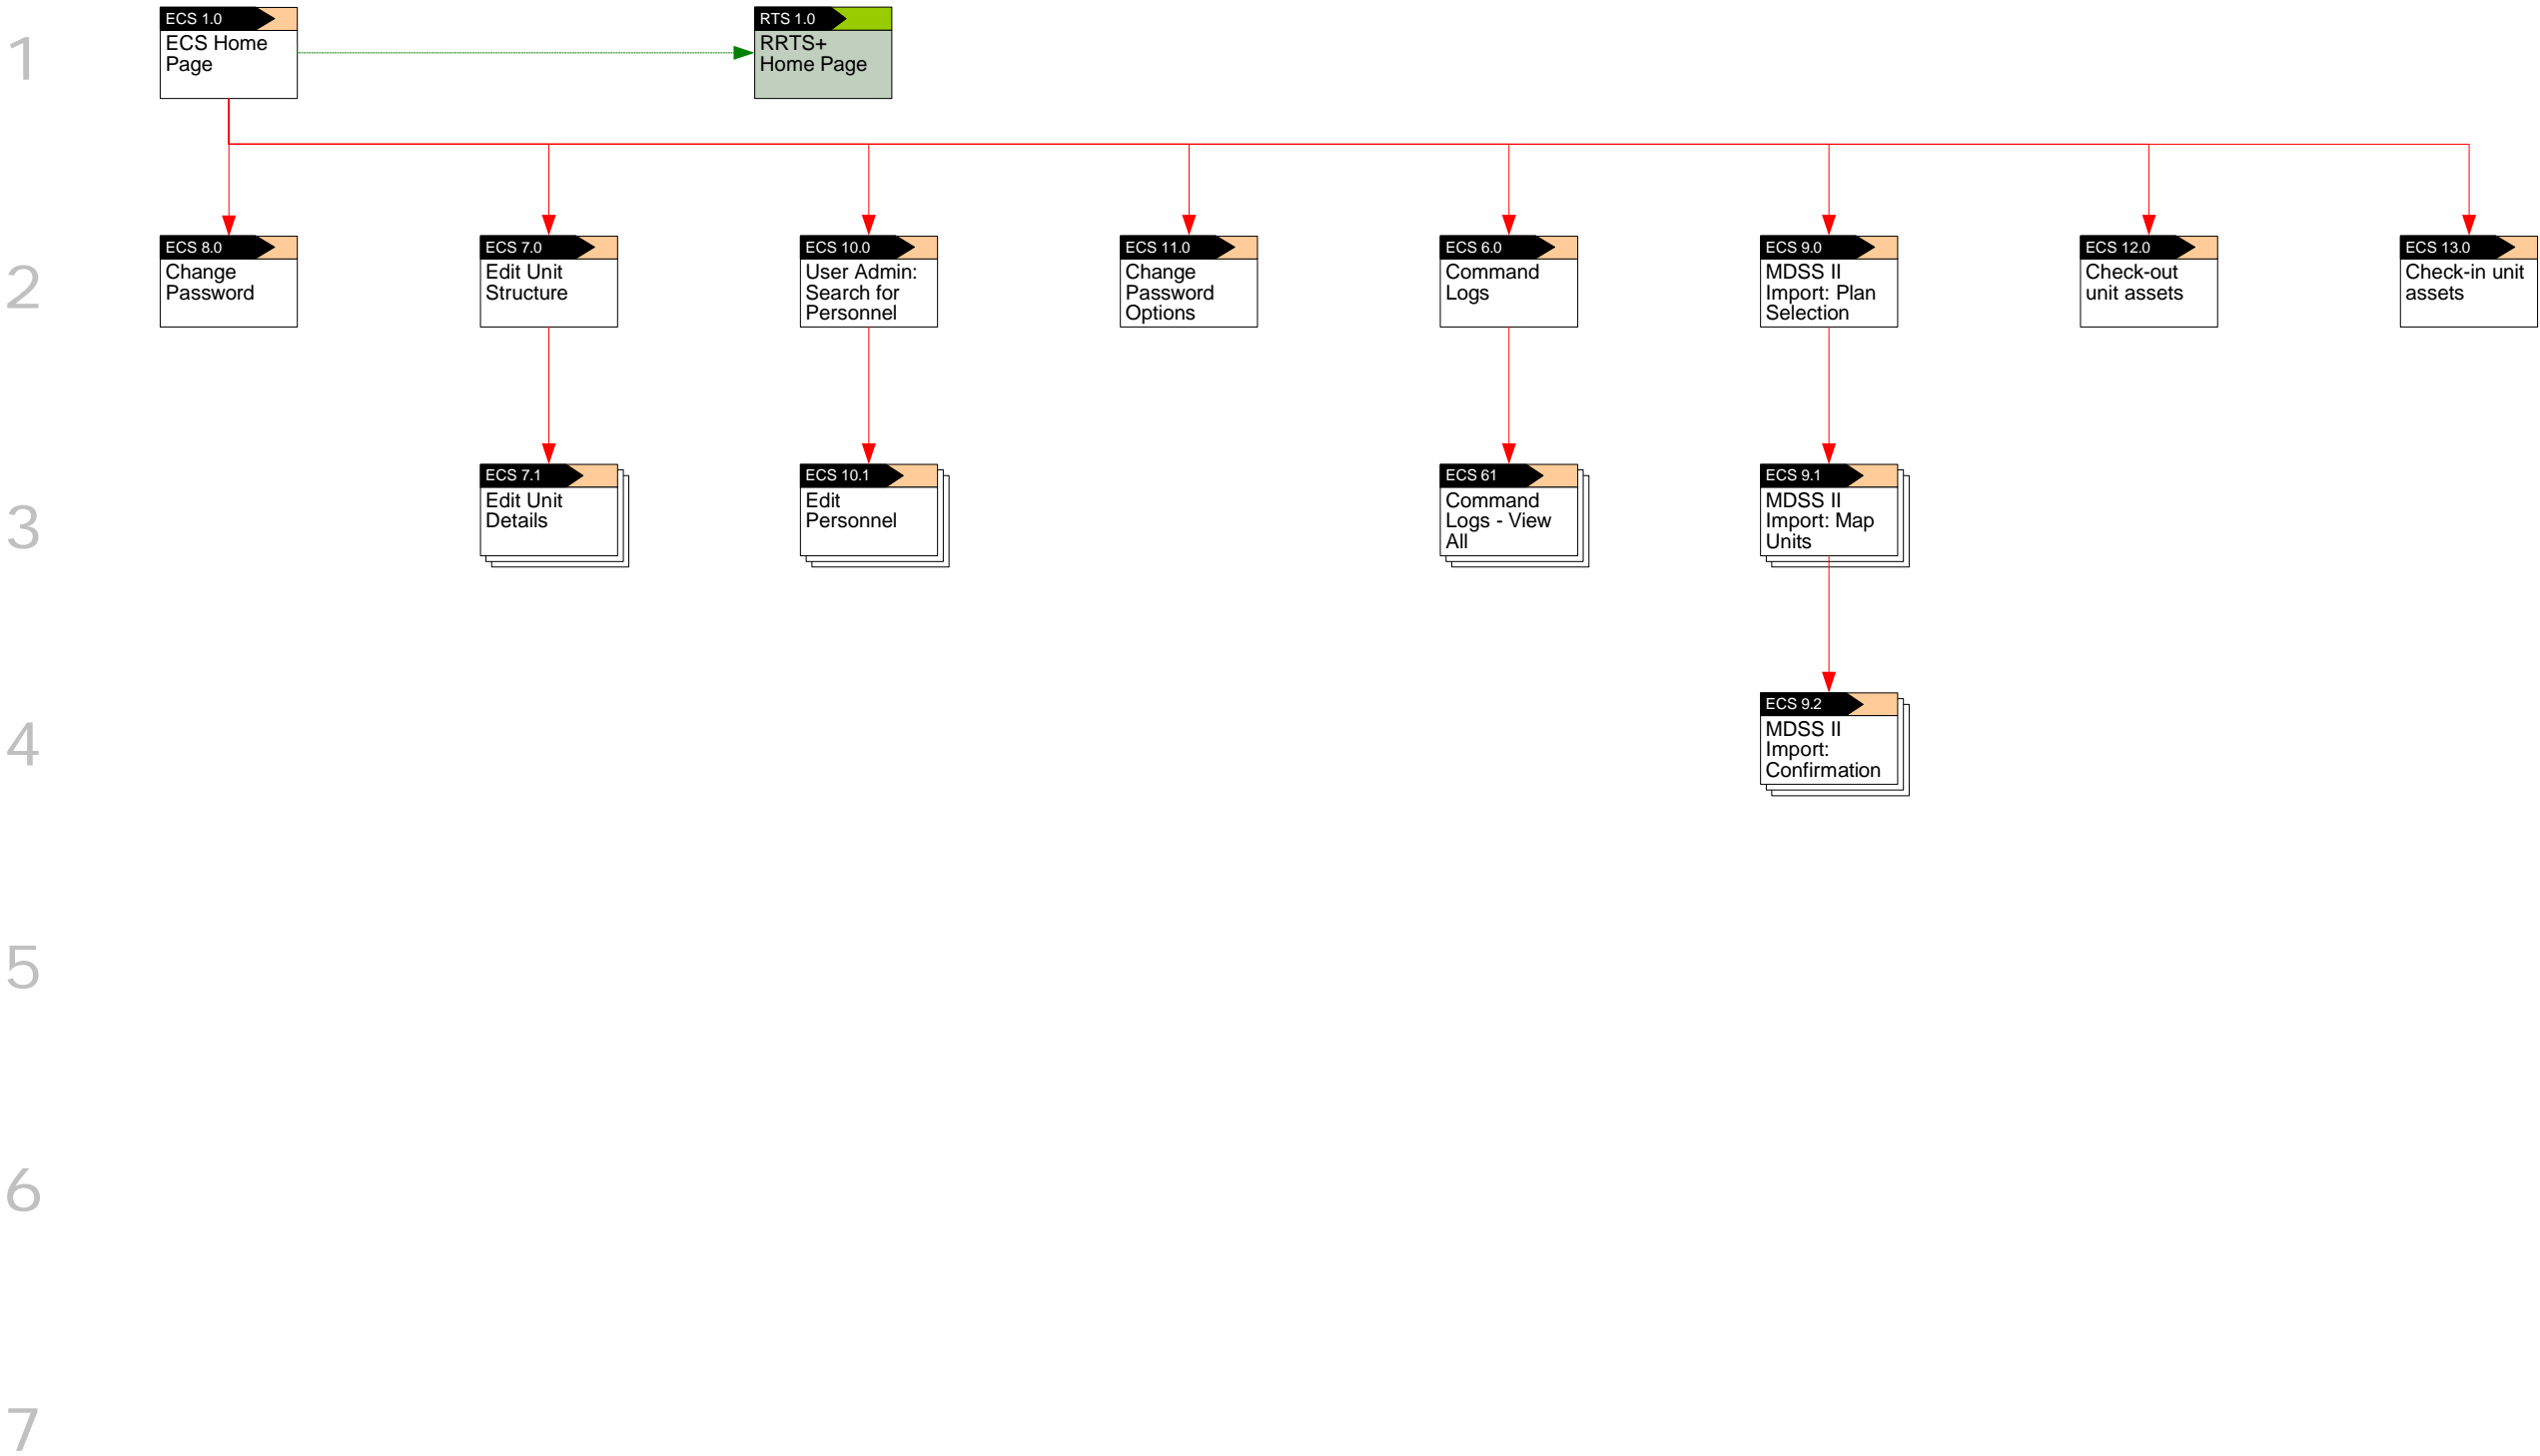 1
ECS 1.0
ECS Home
Page
RTS 1.0
RRTS+
Home Page
2
ECS 8.0
Change
Password
ECS 7.0
Edit Unit
Structure
ECS 10.0
User Admin:
Search for
Personnel
ECS 11.0
Change
Password
Options
ECS 6.0
Command
Logs
ECS 9.0
MDSS II
Import: Plan
Selection
ECS 12.0
Check-out
unit assets
ECS 13.0
Check-in unit
assets
3
ECS 7.1
Edit Unit
Details
ECS 10.1
Edit
Personnel
ECS 61
Command
Logs - View
All
ECS 9.1
MDSS II
Import: Map
Units
4
ECS 9.2
MDSS II
Import:
Confirmation
5
6
7